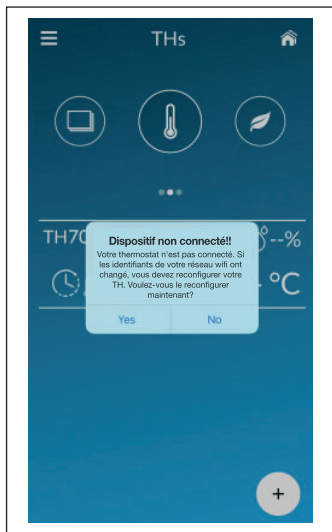 THs
TH70
--%
Dispositif non connecté!!
Votre thermostat n'est pas connecté. Si
les identifiants de votre réseau wifi ont
changé, vous devez reconfigurer votre
TH. Voulez-vous le reconfigurer
maintenant?
°C
Yes No
+